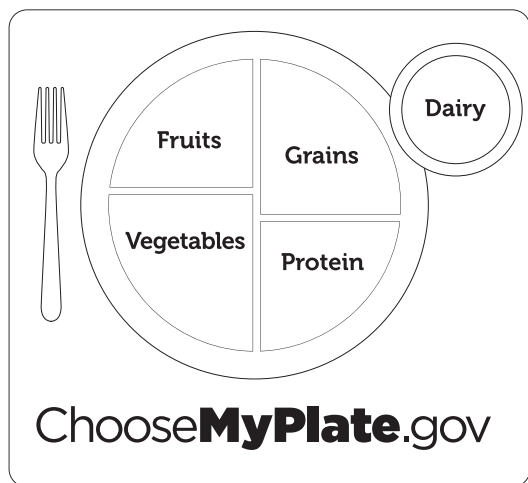 Dairy
Fruits
Grains
Vegetables
Protein
ChooseMyPlate.gov